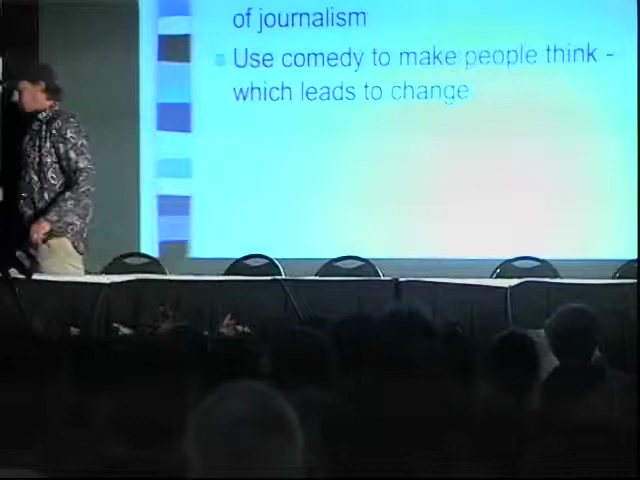 of journalism
Use comedy to make people think -
which leads to change